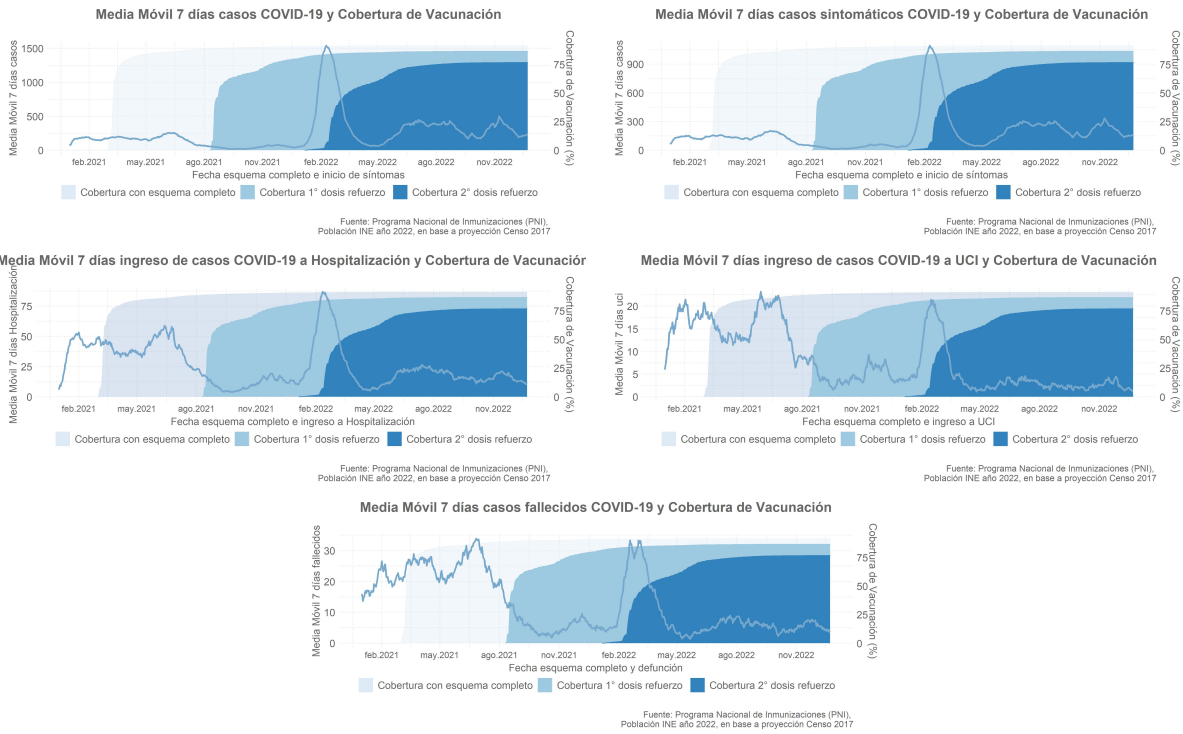 Media Móvil 7 días casos COVID-19 y Cobertura de Vacunación
Media Móvil 7 días casos
1500
1000
500
0
Cobertura de Vacunación (%)
75
50
25
0
feb.2021 may.2021 ago.2021 nov.2021 feb.2022 may.2022 ago.2022 nov.2022
Fecha esquema completo e inicio de síntomas
Cobertura con esquema completo Cobertura 1° dosis refuerzo Cobertura 2° dosis refuerzo
Fuente: Programa Nacional de Inmunizaciones (PNI),
Población INE año 2022, en base a proyección Censo 2017
Media Móvil 7 días casos sintomáticos COVID-19 y Cobertura de Vacunación
Media Móvil 7 días casos
900
600
300
0
Cobertura de Vacunación (%)
75
50
25
0
feb.2021 may.2021 ago.2021 nov.2021 feb.2022 may.2022 ago.2022 nov.2022
Fecha esquema completo e inicio de síntomas
Cobertura con esquema completo Cobertura 1° dosis refuerzo Cobertura 2° dosis refuerzo
Fuente: Programa Nacional de Inmunizaciones (PNI),
Población INE año 2022, en base a proyección Censo 2017
Media Móvil 7 días ingreso de casos COVID-19 a Hospitalización y Cobertura de Vacunación
Media Móvil 7 días Hospitalización
75
50
25
0
Cobertura de Vacunación (%)
75
50
25
0
feb.2021 may.2021 ago.2021 nov.2021 feb.2022 may.2022 ago.2022 nov.2022
Fecha esquema completo e ingreso a Hospitalización
Cobertura con esquema completo Cobertura 1° dosis refuerzo Cobertura 2° dosis refuerzo
Fuente: Programa Nacional de Inmunizaciones (PNI),
Población INE año 2022, en base a proyección Censo 2017
Media Móvil 7 días ingreso de casos COVID-19 a UCI y Cobertura de Vacunación
Media Móvil 7 días uci
20
15
10
5
0
Cobertura de Vacunación (%)
75
50
25
0
feb.2021 may.2021 ago.2021 nov.2021 feb.2022 may.2022 ago.2022 nov.2022
Fecha esquema completo e ingreso a UCI
Cobertura con esquema completo Cobertura 1° dosis refuerzo Cobertura 2° dosis refuerzo
Fuente: Programa Nacional de Inmunizaciones (PNI),
Población INE año 2022, en base a proyección Censo 2017
Media Móvil 7 días casos fallecidos COVID-19 y Cobertura de Vacunación
Media Móvil 7 días fallecidos
30
20
10
0
Cobertura de Vacunación (%)
75
50
25
0
feb.2021 may.2021 ago.2021 nov.2021 feb.2022 may.2022 ago.2022 nov.2022
Fecha esquema completo y defunción
Cobertura con esquema completo Cobertura 1° dosis refuerzo Cobertura 2° dosis refuerzo
Fuente: Programa Nacional de Inmunizaciones (PNI),
Población INE año 2022, en base a proyección Censo 2017